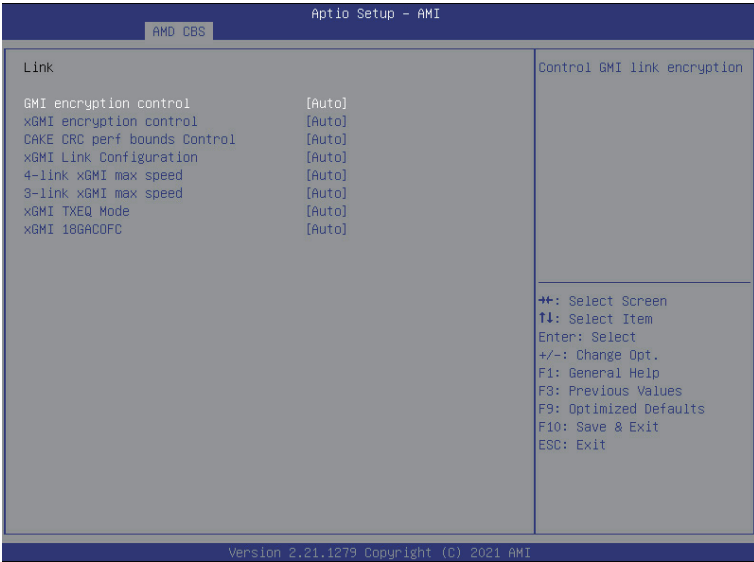 Aptio Setup – AMI
AMD CBS
Link
GMI encryption control [Auto]
xGMI encryption control [Auto]
CAKE CRC perf bounds Control [Auto]
xGMI Link Configuration [Auto]
4-link xGMI max speed [Auto]
3-link xGMI max speed [Auto]
xGMI TXEQ Mode [Auto]
xGMI 18GACOFC [Auto]
Control GMI link encryption
→←: Select Screen
↑↓: Select Item
Enter: Select
+/-: Change Opt.
F1: General Help
F3: Previous Values
F9: Optimized Defaults
F10: Save & Exit
ESC: Exit
Version 2.21.1279 Copyright (C) 2021 AMI